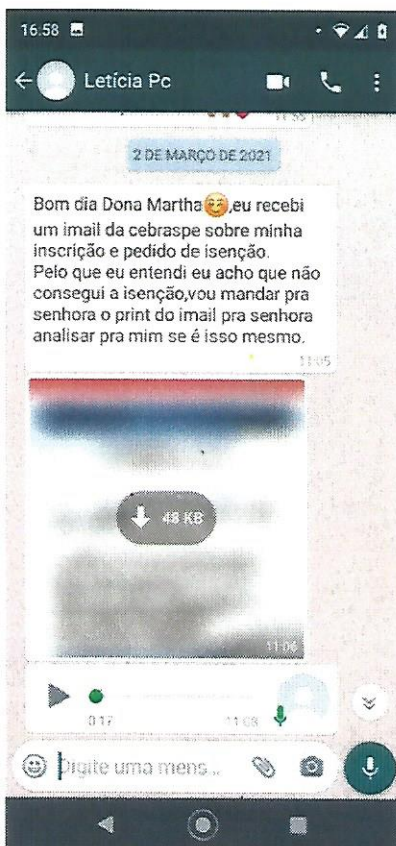 16.58
Letícia Pc
11:55
2 DE MARÇO DE 2021
Bom dia Dona Martha😊,eu recebi
um imail da cebraspe sobre minha
inscrição e pedido de isenção.
Pelo que eu entendi eu acho que não
consegui a isenção,vou mandar pra
senhora o print do imail pra senhora
analisar pra mim se é isso mesmo.
11:05
48 KB
11:06
0:17
11:08
Digite uma mens...